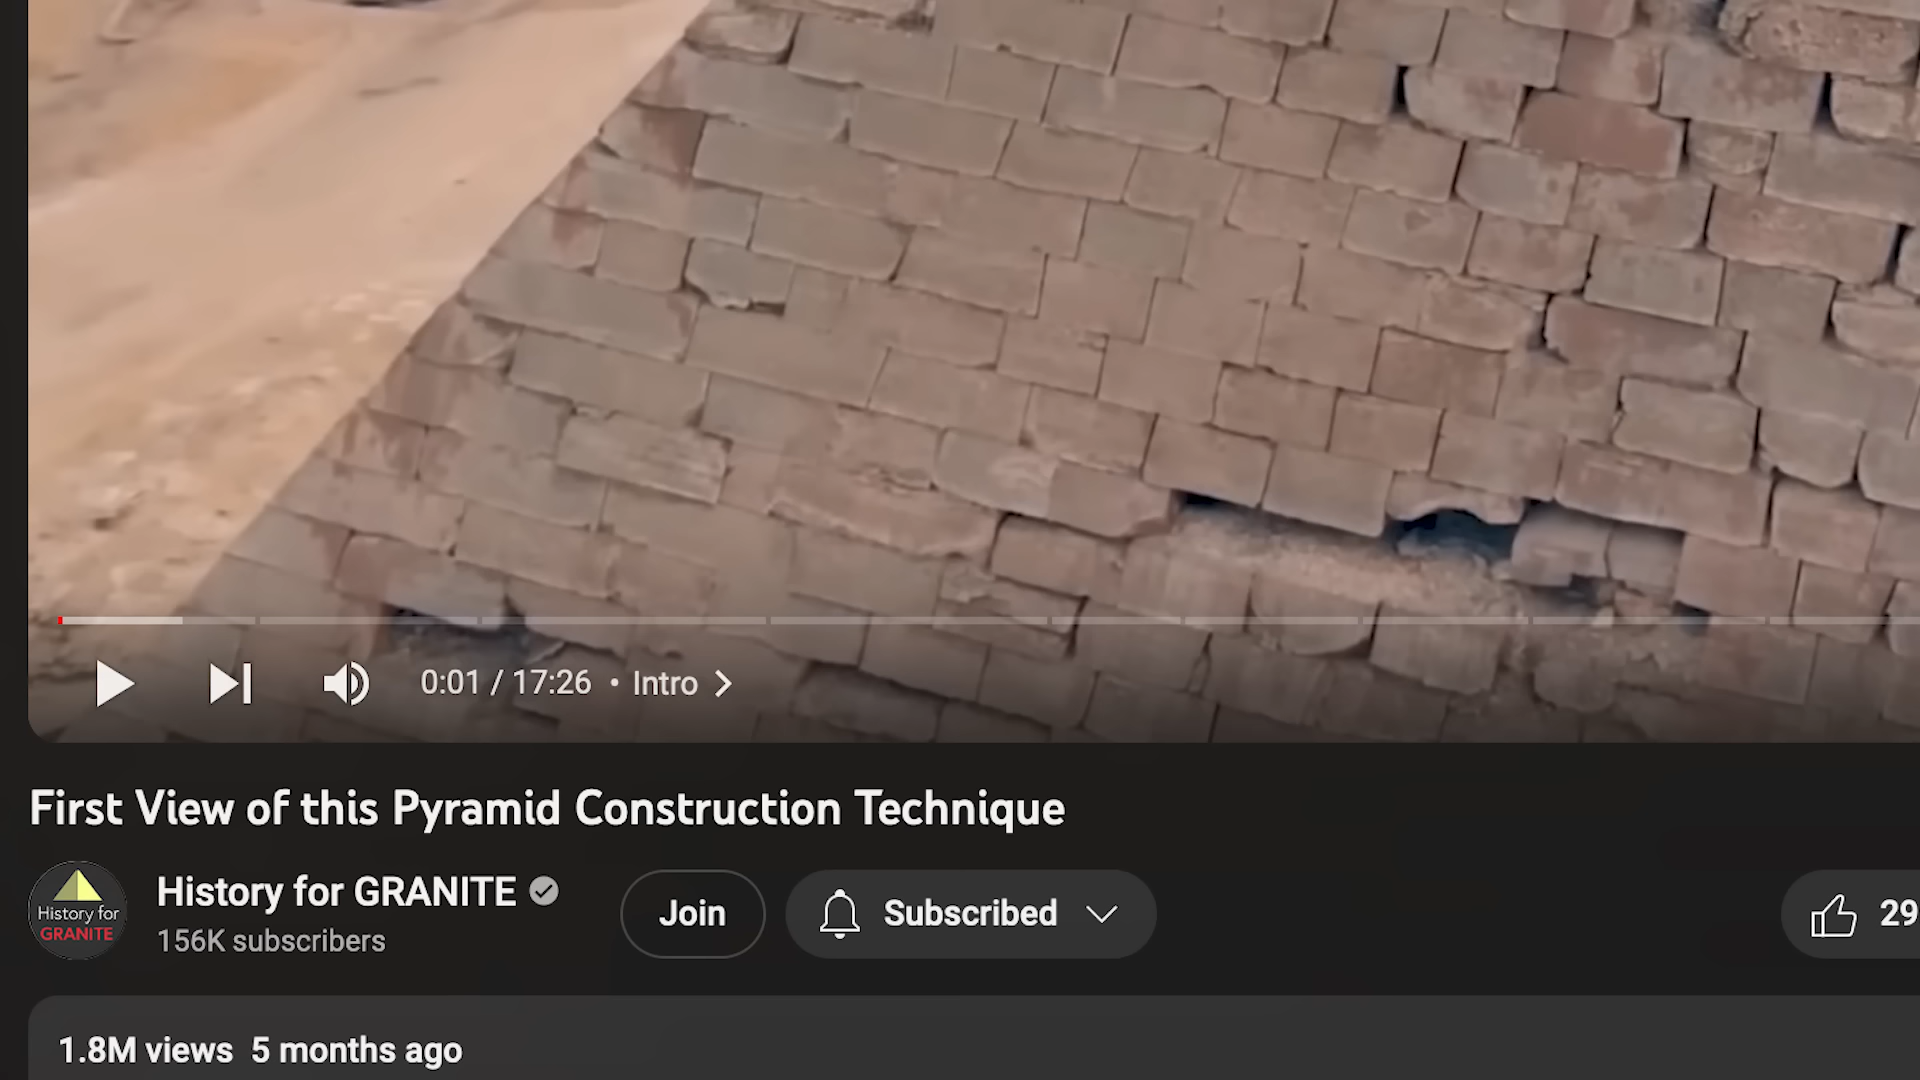 0:01 / 17:26 • Intro
First View of this Pyramid Construction Technique
History for
GRANITE
History for GRANITE
156K subscribers
Join
Subscribed
29
1.8M views 5 months ago